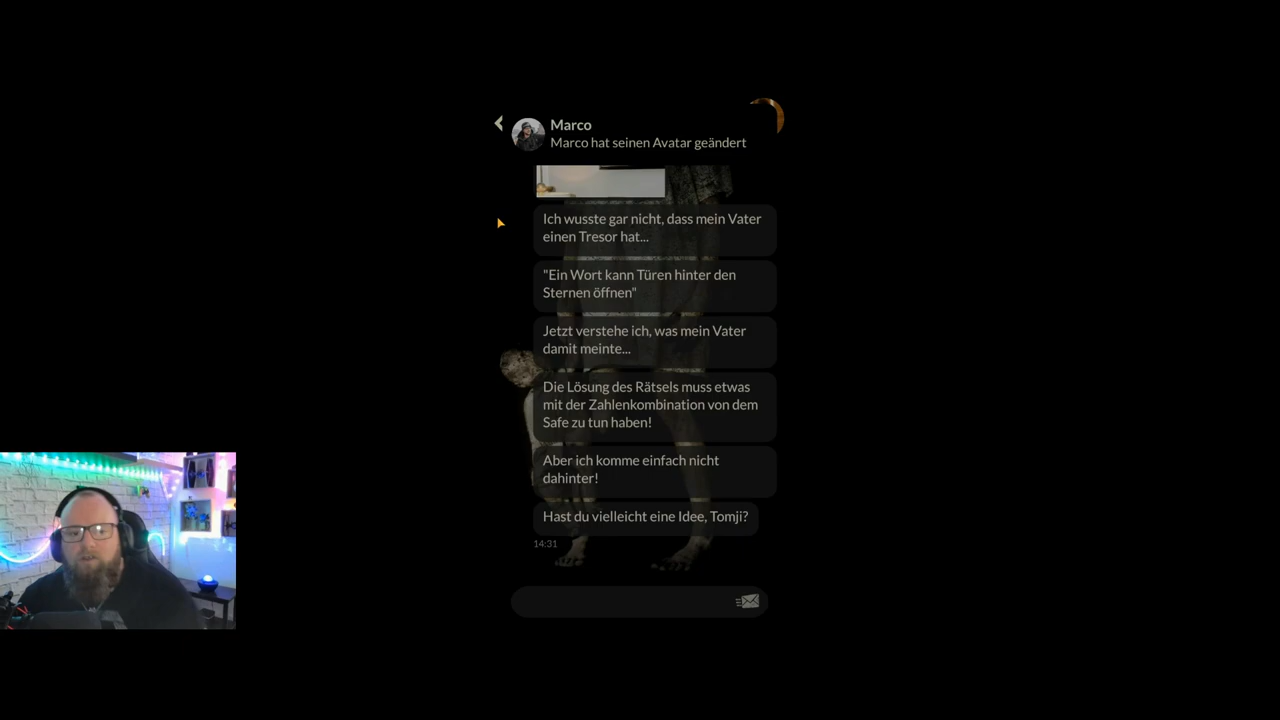 Marco
Marco hat seinen Avatar geändert
Ich wusste gar nicht, dass mein Vater
einen Tresor hat...
"Ein Wort kann Türen hinter den
Sternen öffnen"
Jetzt verstehe ich, was mein Vater
damit meinte...
Die Lösung des Rätsels muss etwas
mit der Zahlenkombination von dem
Safe zu tun haben!
Aber ich komme einfach nicht
dahinter!
Hast du vielleicht eine Idee, Tomji?
14:31